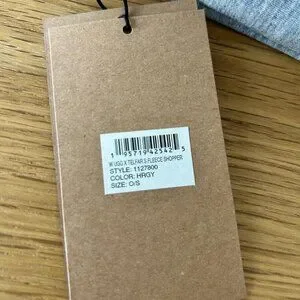 1 95719 42542 5
W UGG X TELFAR S FLEECE SHOPPER
STYLE: 1127800
COLOR: HRGY
SIZE: O/S